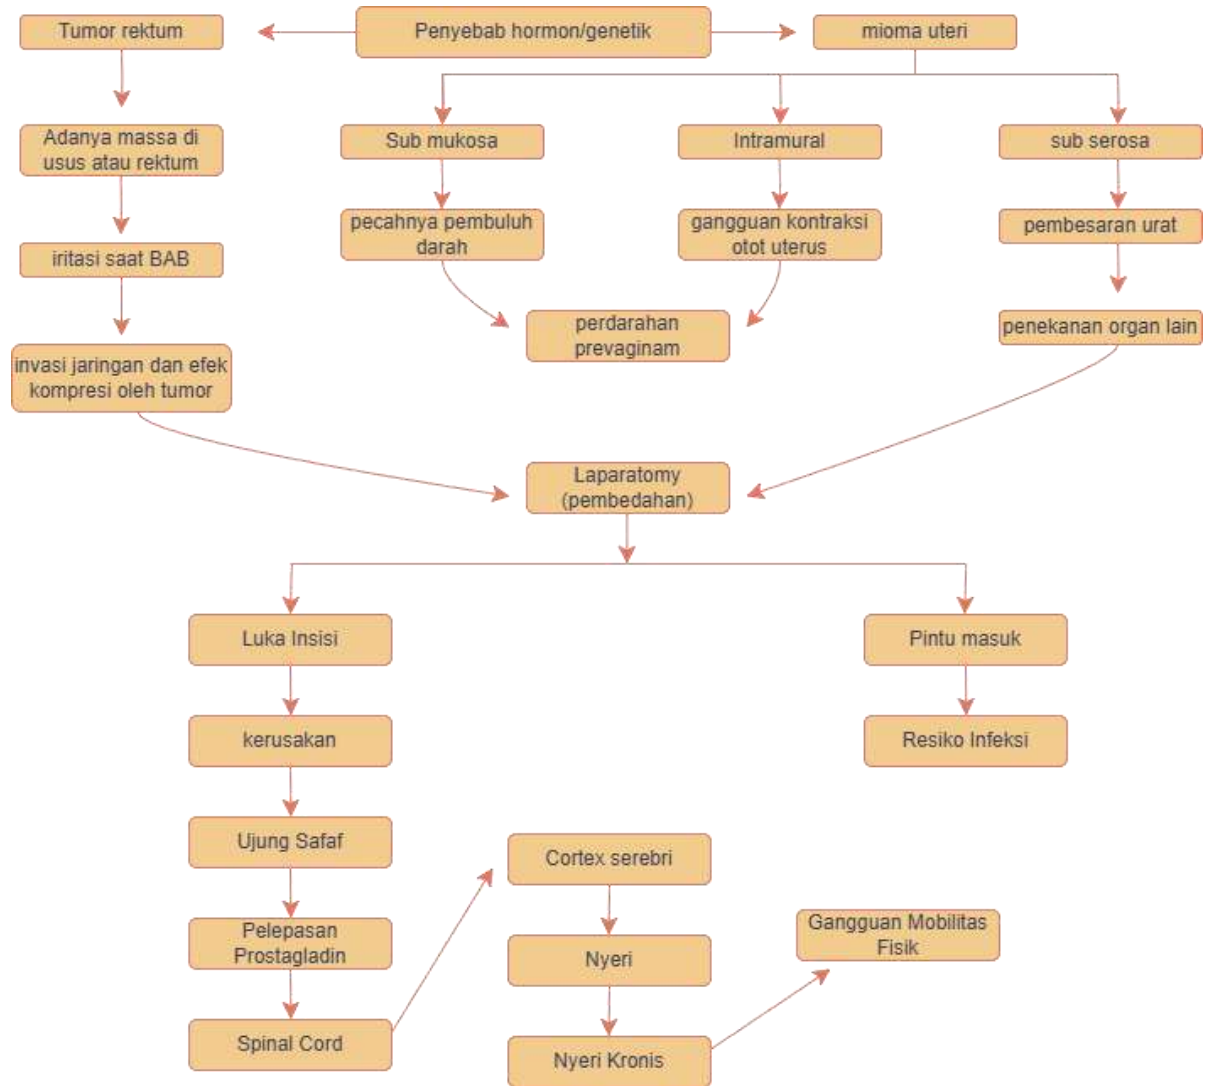 Tumor rektum
Penyebab hormon/genetik
mioma uteri
Adanya massa di
usus atau rektum
Sub mukosa
Intramural
sub serosa
iritasi saat BAB
pecahnya pembuluh
darah
gangguan kontraksi
otot uterus
pembesaran urat
invasi jaringan dan efek
kompresi oleh tumor
perdarahan
prevaginam
penekanan organ lain
Laparatomy
(pembedahan)
Luka Insisi
Pintu masuk
kerusakan
Resiko Infeksi
Ujung Safaf
Pelepasan
Prostagladin
Spinal Cord
Cortex serebri
Nyeri
Nyeri Kronis
Gangguan Mobilitas
Fisik